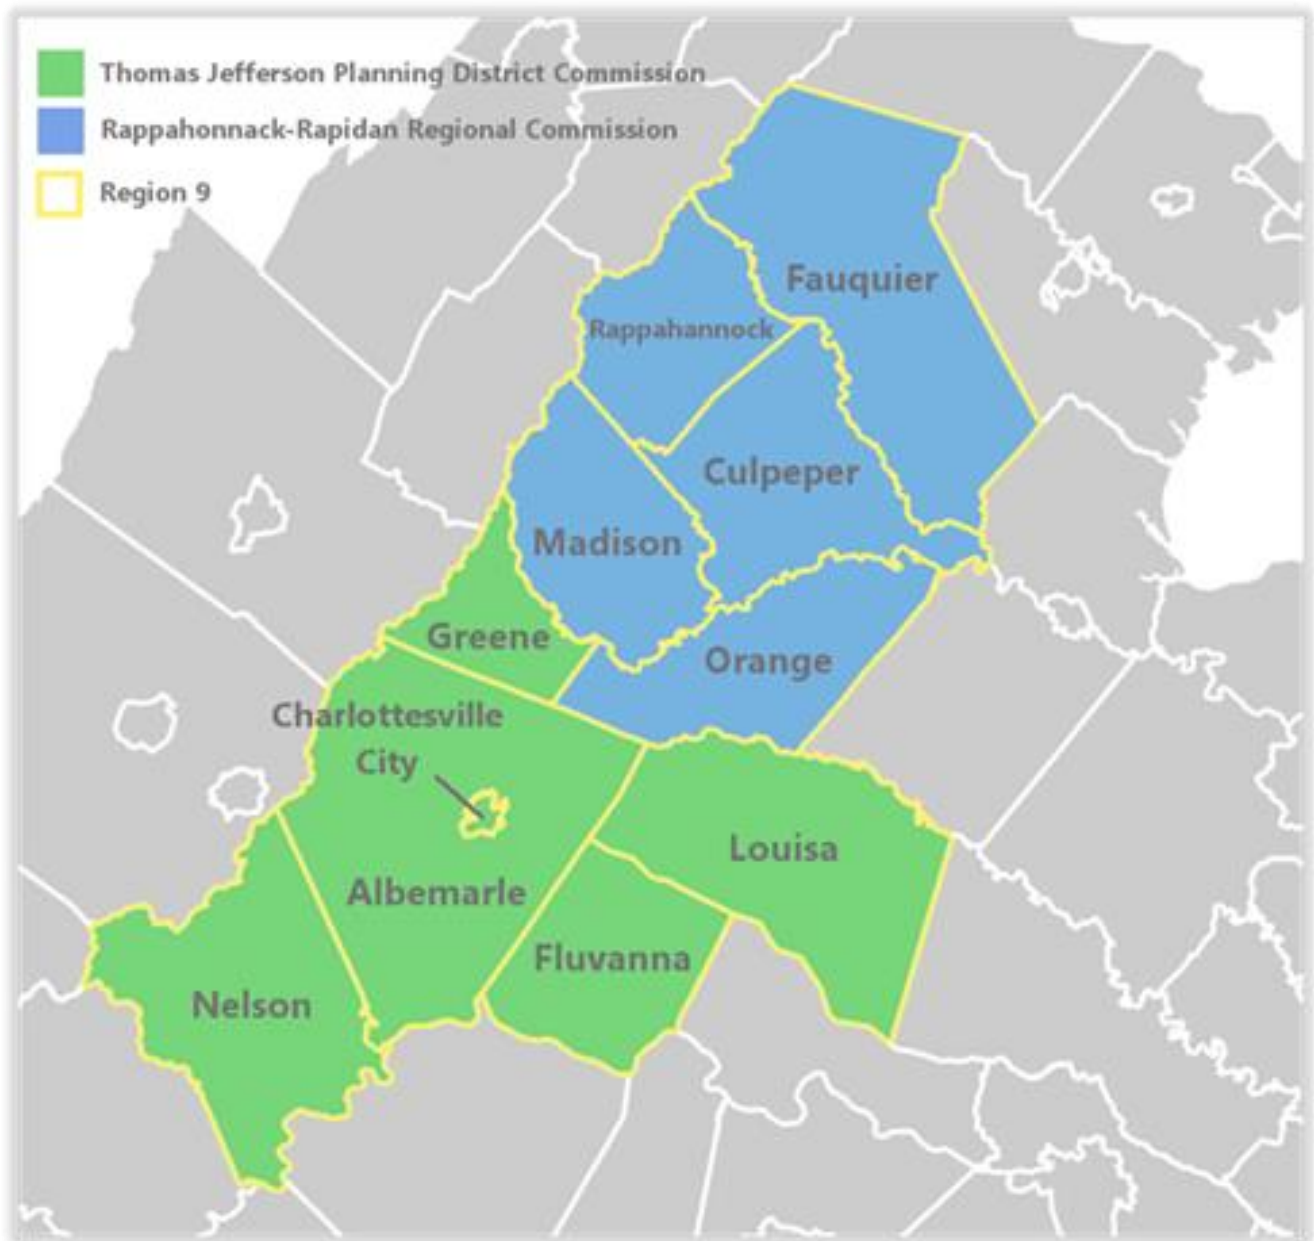 Thomas Jefferson Planning District Commission
Rappahonnack-Rapidan Regional Commission
Region 9
Fauquier
Rappahannock
Culpeper
Madison
Greene
Orange
Charlottesville
City
Louisa
Albemarle
Fluvanna
Nelson